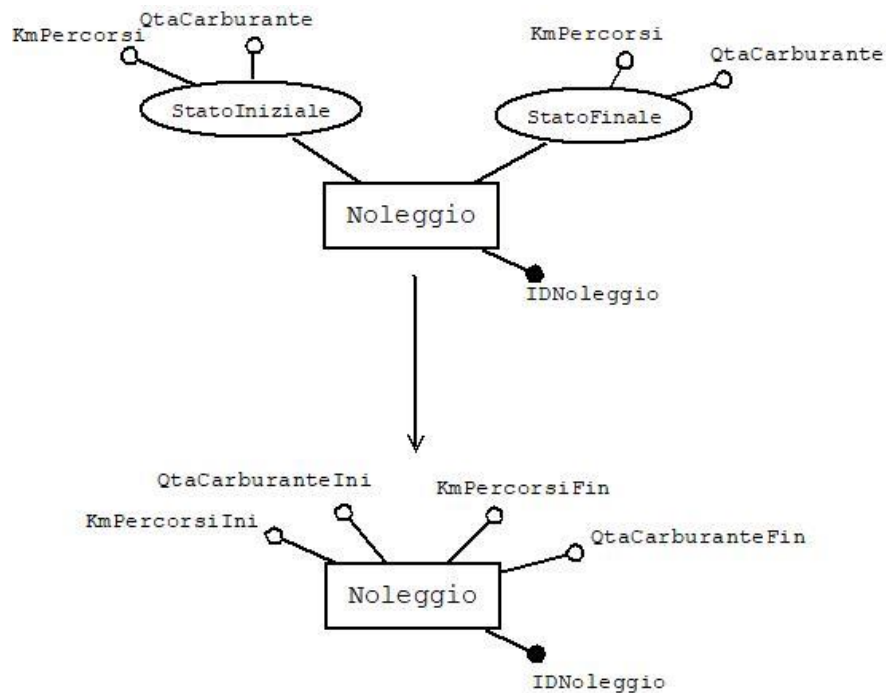 QtaCarburante
KmPercorsi
KmPercorsi
QtaCarburante
StatoIniziale
StatoFinale
Noleggio
IDNoleggio
QtaCarburanteIni
KmPercorsiFin
KmPercorsiIni
QtaCarburanteFin
Noleggio
IDNoleggio